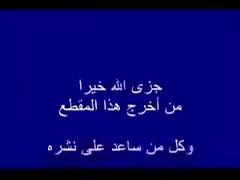 جزى الله خيرا
من أخرج هذا المقطع
وكل من ساعد على نشره